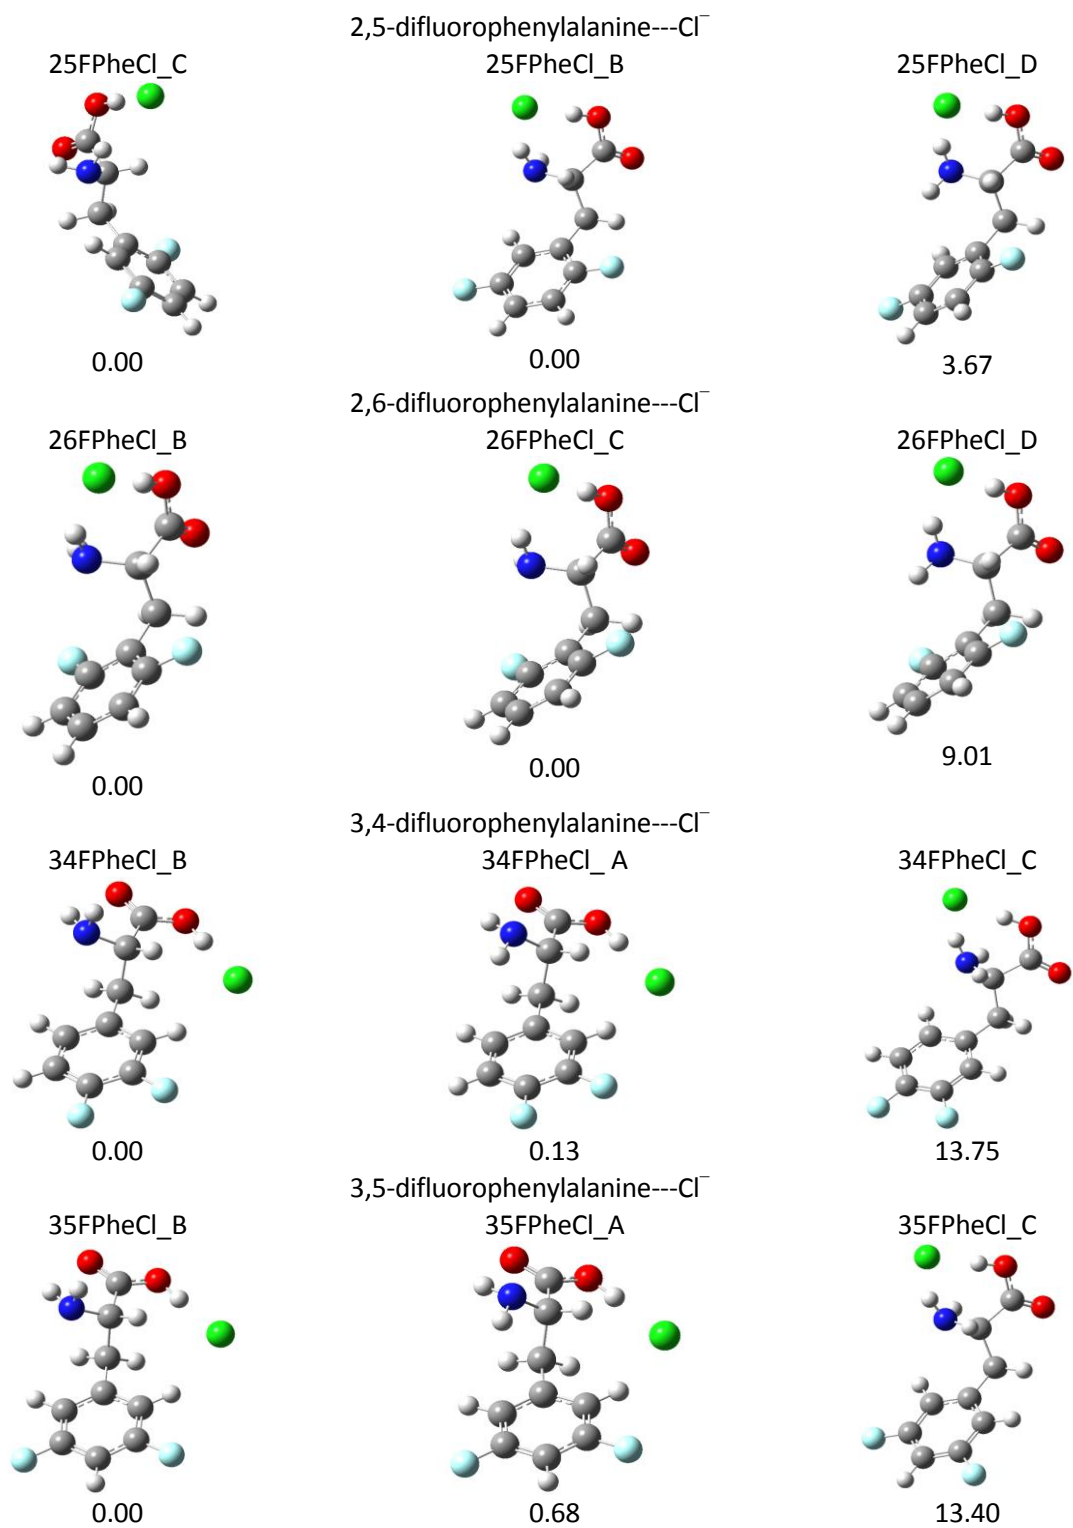 2,5-difluorophenylalanine---Cl⁻
25FPheCl_C 25FPheCl_B 25FPheCl_D
0.00 0.00 3.67
2,6-difluorophenylalanine---Cl⁻
26FPheCl_B 26FPheCl_C 26FPheCl_D
0.00 0.00 9.01
3,4-difluorophenylalanine---Cl⁻
34FPheCl_B 34FPheCl_ A 34FPheCl_C
0.00 0.13 13.75
3,5-difluorophenylalanine---Cl⁻
35FPheCl_B 35FPheCl_A 35FPheCl_C
0.00 0.68 13.40